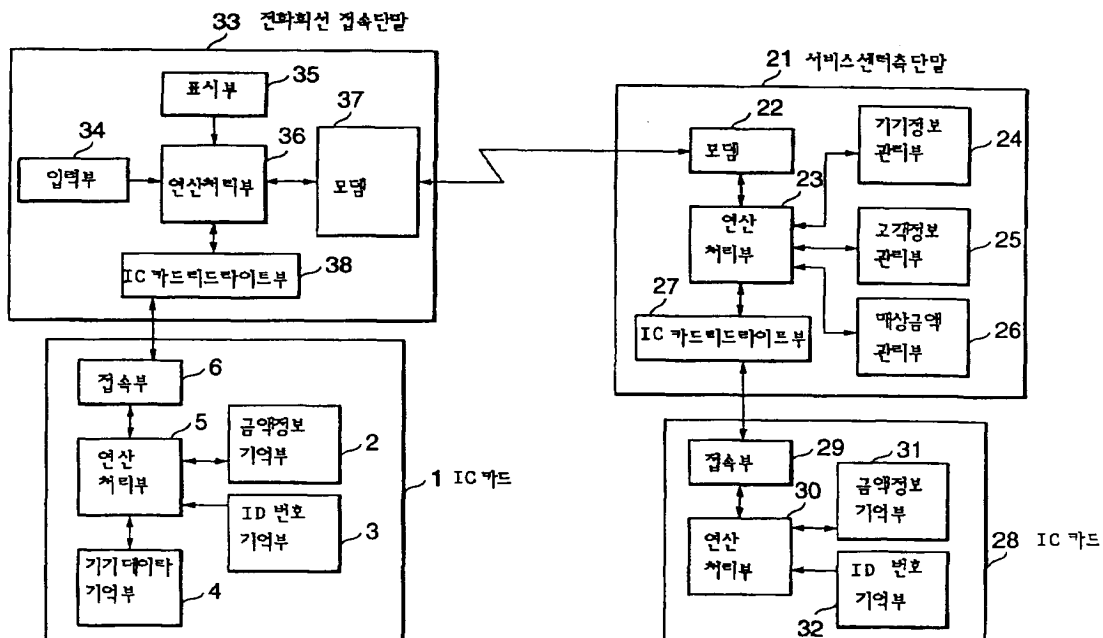 33 전화회선 접속단말
35
표시부
34
입력부
36
연산처리부
37
모뎀
38
IC 카드리드라이트부
6
접속부
5
연산
처리부
금액정보
기억부
2
ID 번호
기억부
3
기기데이타
기억부
4
1 IC 카드
21 서비스센터측단말
22
모뎀
23
연산
처리부
기기정보
관리부
24
고객정보
관리부
25
매상금액
관리부
26
27
IC 카드리드라이트부
접속부
29
30
연산
처리부
31
금액정보
기억부
ID 번호
기억부
32
28 IC 카드